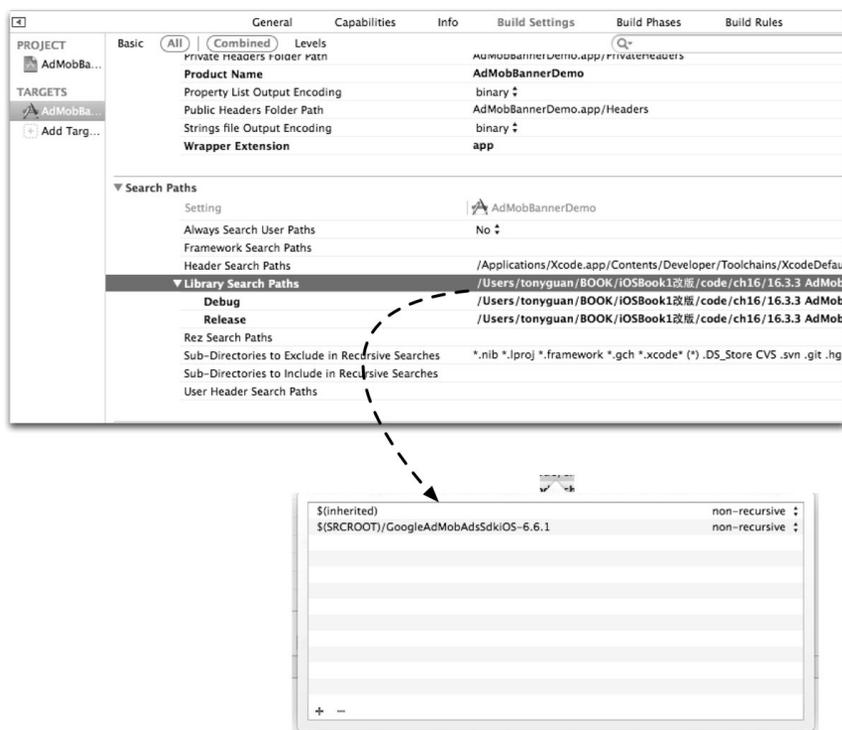 General Capabilities Info Build Settings Build Phases Build Rules
PROJECT
AdMobBa...
TARGETS
AdMobBa...
Add Targ...
Basic All Combined Levels
Private Headers Folder Path AdMobBannerDemo.app/PrivateHeaders
Product Name AdMobBannerDemo
Property List Output Encoding binary
Public Headers Folder Path AdMobBannerDemo.app/Headers
Strings file Output Encoding binary
Wrapper Extension app
Search Paths
Setting AdMobBannerDemo
Always Search User Paths No
Framework Search Paths
Header Search Paths /Applications/Xcode.app/Contents/Developer/Toolchains/XcodeDefau
Library Search Paths /Users/tonyguan/BOOK/iOSBook1改版/code/ch16/16.3.3 AdMob
Debug /Users/tonyguan/BOOK/iOSBook1改版/code/ch16/16.3.3 AdMob
Release /Users/tonyguan/BOOK/iOSBook1改版/code/ch16/16.3.3 AdMob
Rez Search Paths
Sub-Directories to Exclude in Recursive Searches *.nib *.lproj *.framework *.gch *.xcode* (*) .DS_Store CVS .svn .git .hg
Sub-Directories to Include in Recursive Searches
User Header Search Paths
$(inherited) non-recursive
$(SRCROOT)/GoogleAdMobAdsSdkiOS-6.6.1 non-recursive